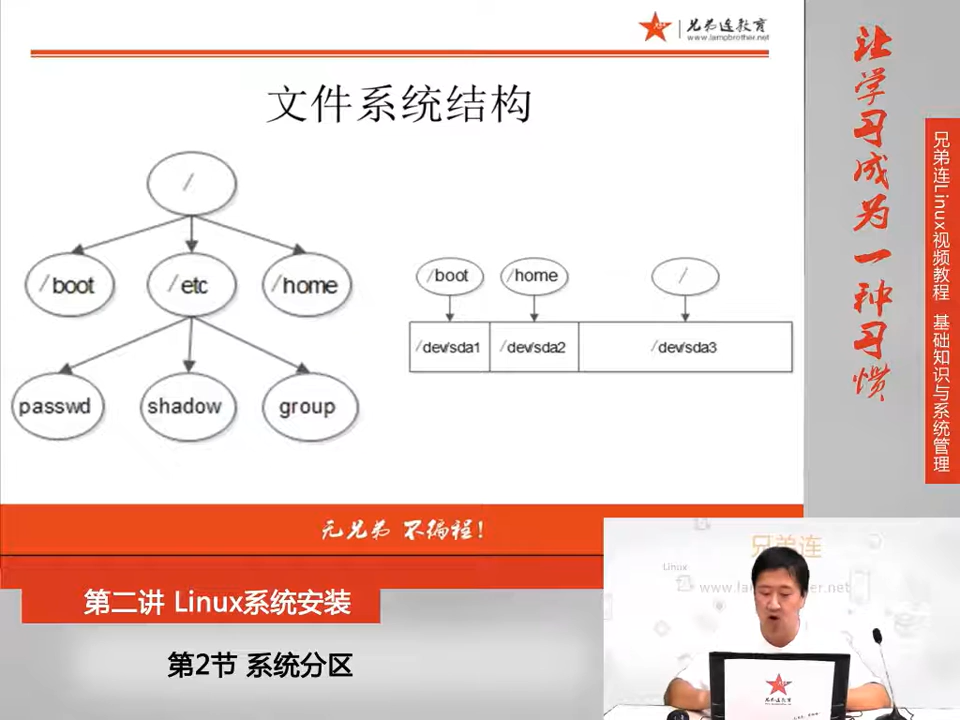 兄弟连教育
www.lampbrother.net
文件系统结构
/
/boot
/etc
/home
passwd
shadow
group
/boot
/home
/
/dev/sda1
/dev/sda2
/dev/sda3
无兄弟 不编程!
第二讲 Linux系统安装
第2节 系统分区
让学习成为一种习惯
兄弟连Linux视频教程 基础知识与系统管理
兄弟连
Linux